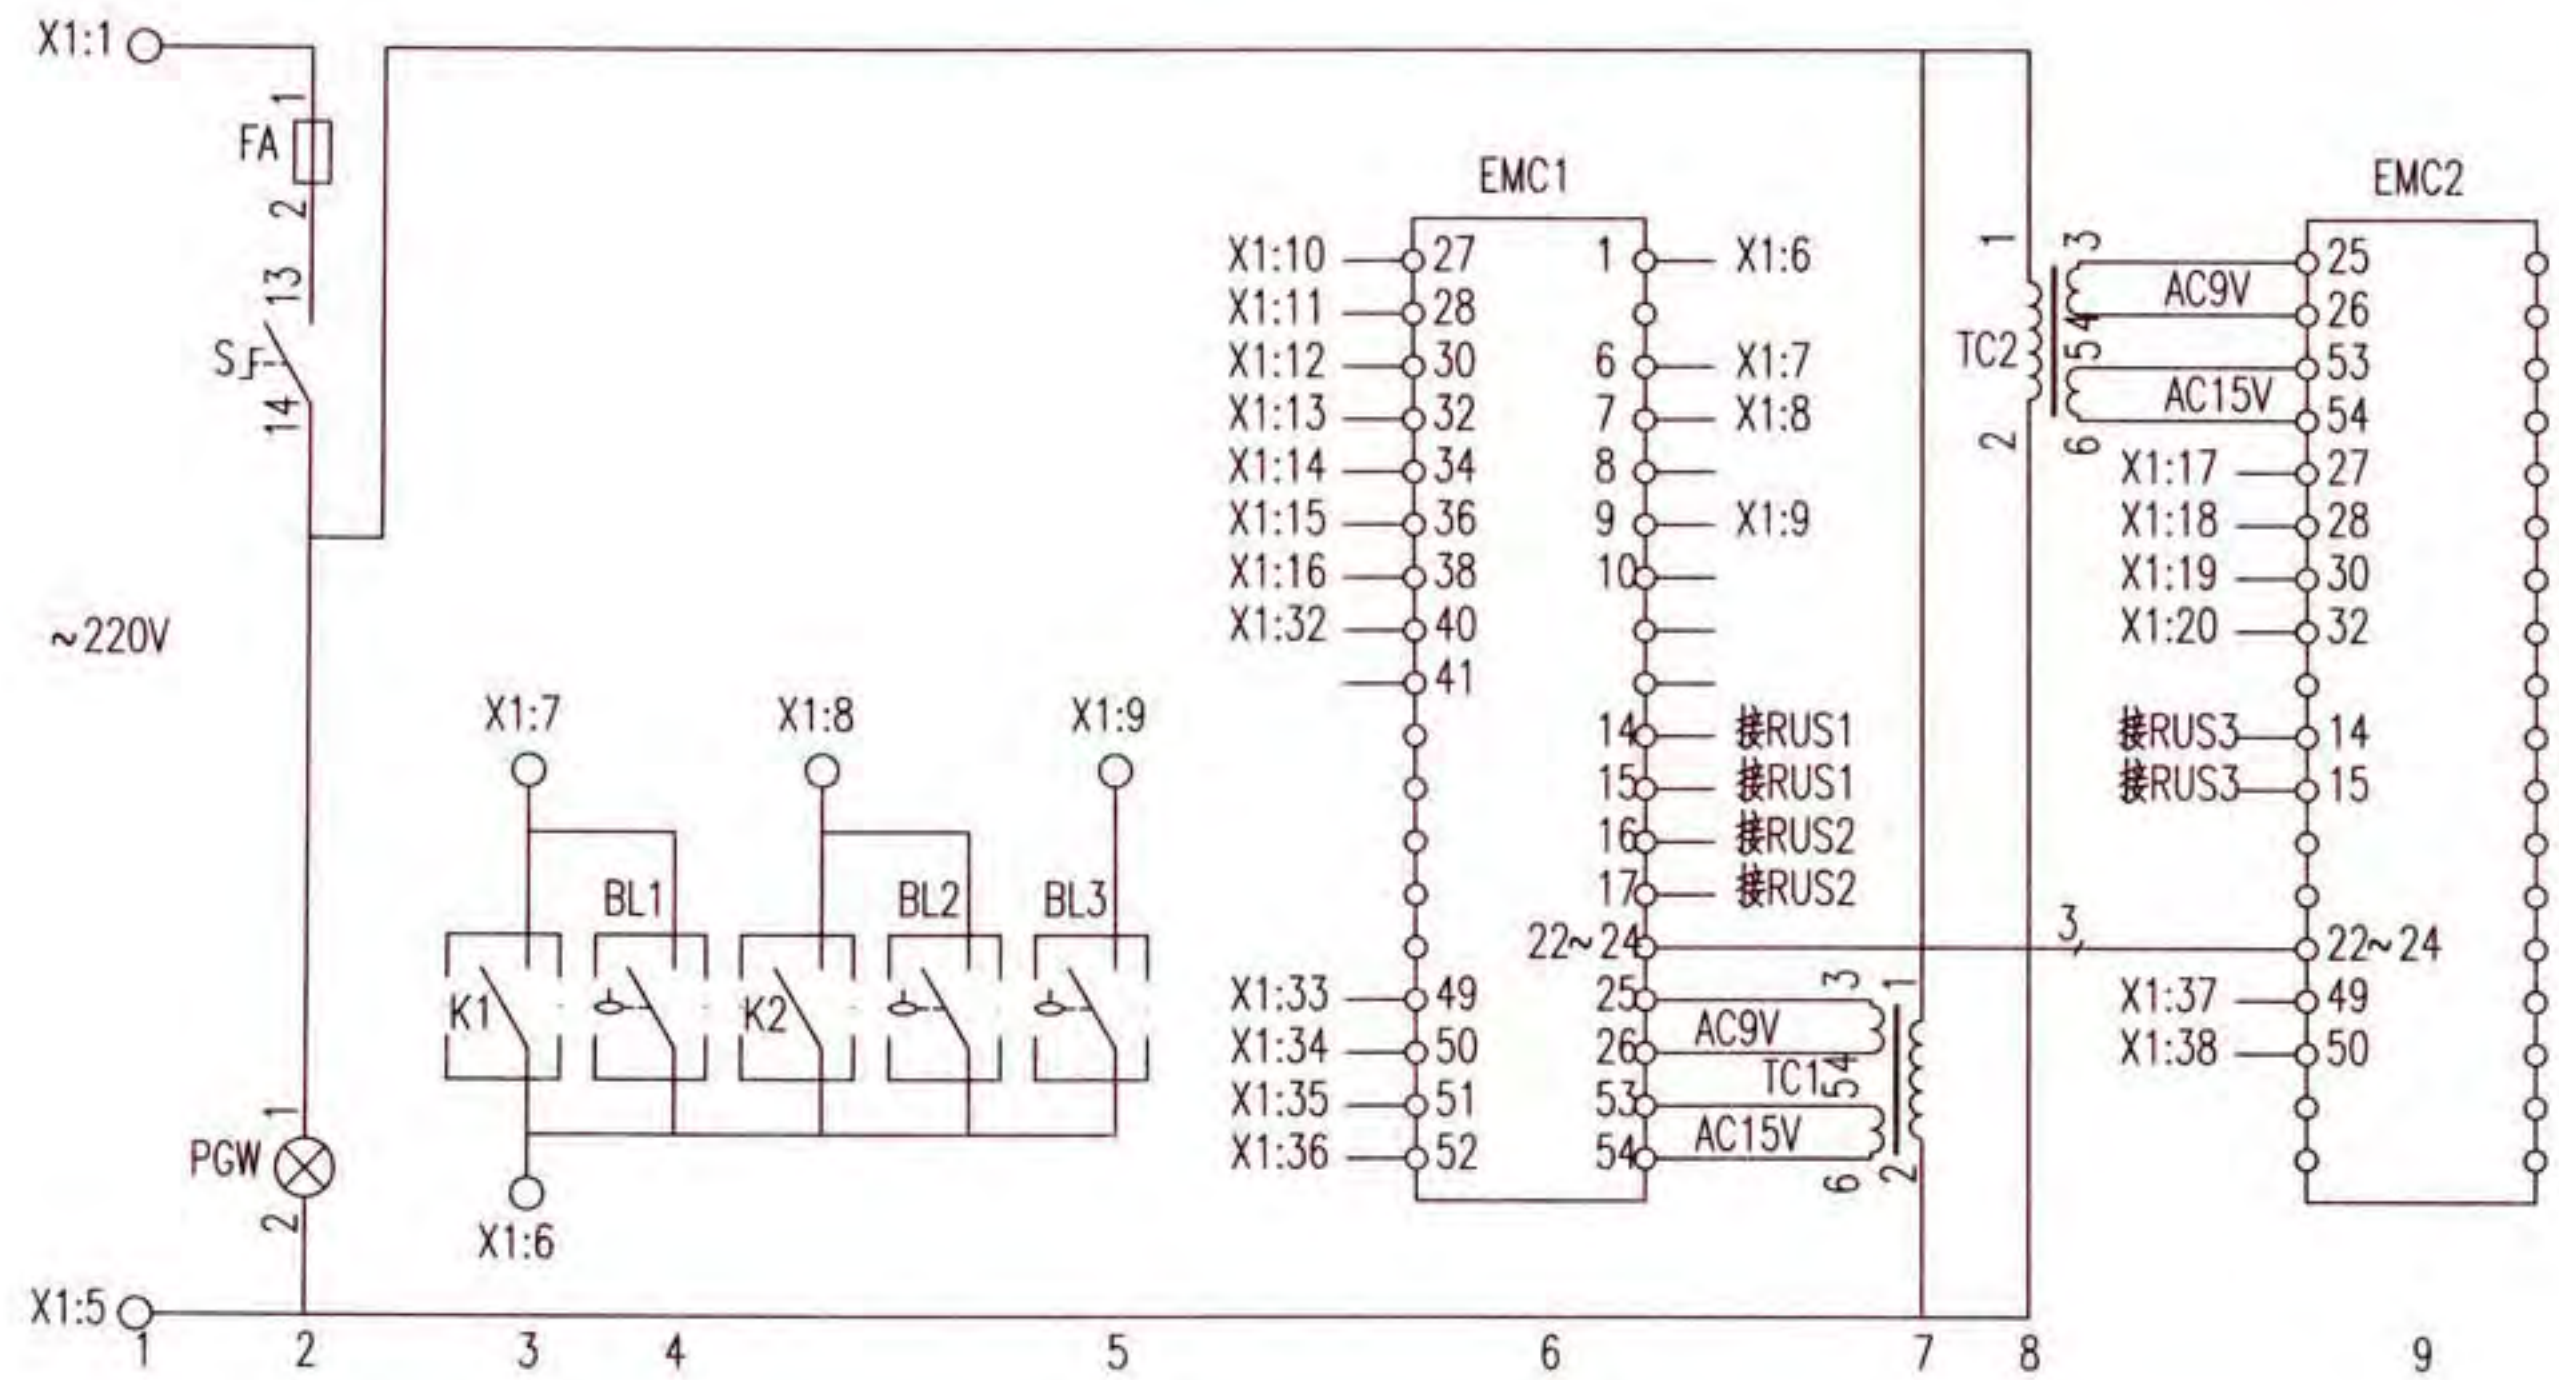 X1:1
1
FA
2
13
S
14
~220V
PGW
1
2
X1:5
X1:7
X1:8
X1:9
BL1
BL2
BL3
K1
K2
X1:6
EMC1
X1:10 27 1 X1:6
X1:11 28
X1:12 30 6 X1:7
X1:13 32 7 X1:8
X1:14 34 8
X1:15 36 9 X1:9
X1:16 38 10
X1:32 40
41
14 接RUS1
15 接RUS1
16 接RUS2
17 接RUS2
22~24
X1:33 49 25
X1:34 50 26
X1:35 51 53
X1:36 52 54
AC9V
AC15V
TC1
3
4
5
6
1
2
TC2
1
2
3
4
5
6
AC9V
AC15V
EMC2
25
26
53
54
X1:17 27
X1:18 28
X1:19 30
X1:20 32
接RUS3 14
接RUS3 15
3 22~24
X1:37 49
X1:38 50
1 2 3 4 5 6 7 8 9